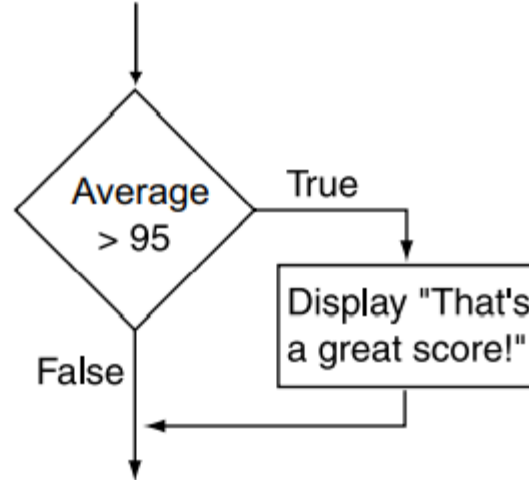 Average
> 95
True
Display "That's
a great score!"
False